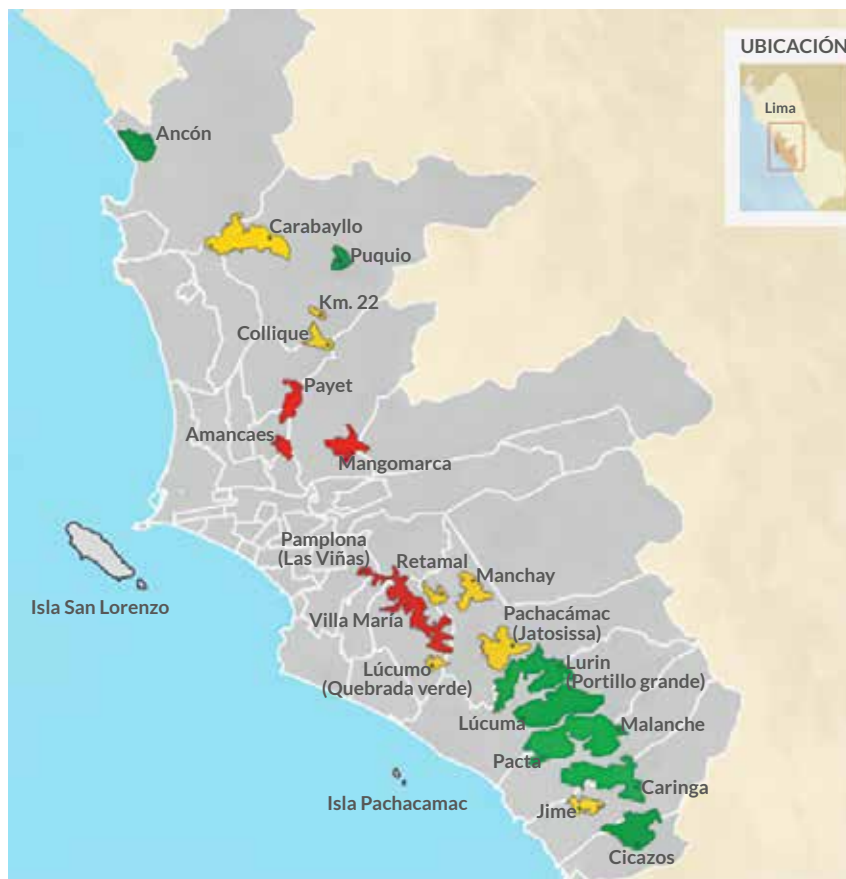 UBICACIÓN
Lima
Ancón
Carabayllo
Puquio
Km. 22
Collique
Payet
Amancaes
Mangomarca
Pamplona
(Las Viñas)
Retamal
Manchay
Isla San Lorenzo
Villa María
Pachacámac
(Jatosissa)
Lúcumo
(Quebrada verde)
Lurin
(Portillo grande)
Lúcuma
Malanche
Pacta
Caringa
Isla Pachacamac
Jime
Cicazos